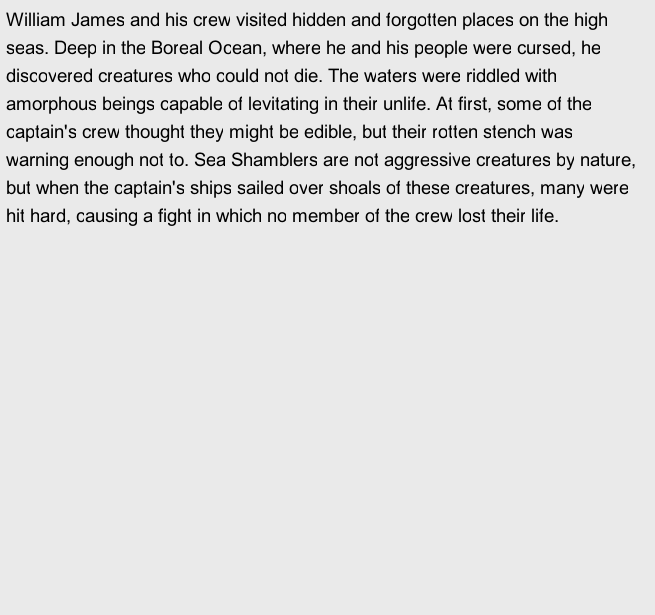 William James and his crew visited hidden and forgotten places on the high
seas. Deep in the Boreal Ocean, where he and his people were cursed, he
discovered creatures who could not die. The waters were riddled with
amorphous beings capable of levitating in their unlife. At first, some of the
captain's crew thought they might be edible, but their rotten stench was
warning enough not to. Sea Shamblers are not aggressive creatures by nature,
but when the captain's ships sailed over shoals of these creatures, many were
hit hard, causing a fight in which no member of the crew lost their life.